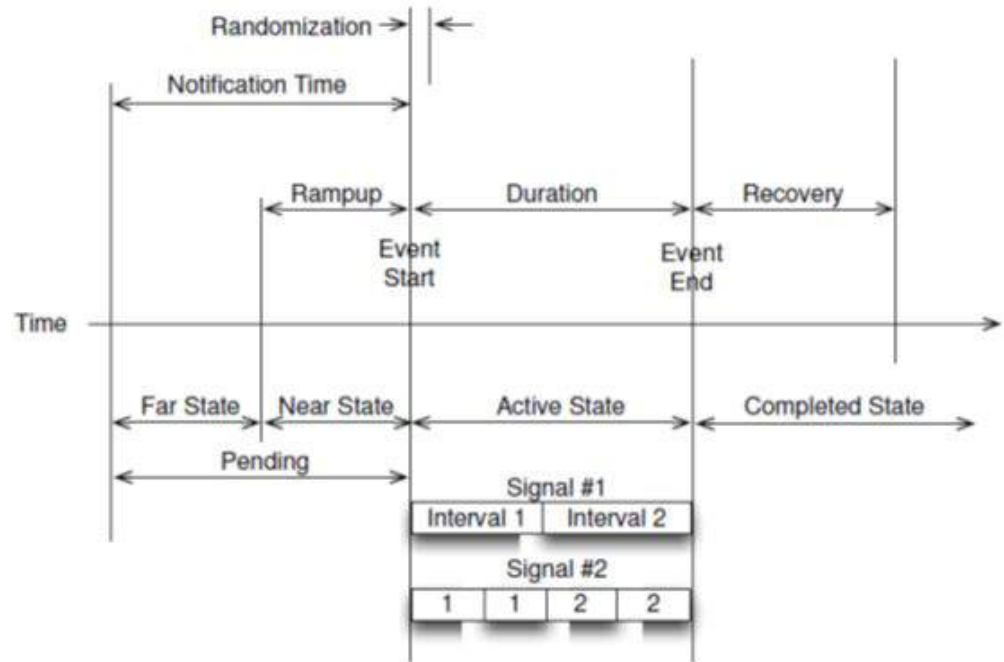 Randomization
Notification Time
Rampup
Duration
Recovery
Event
Start
Event
End
Time
Far State
Near State
Active State
Completed State
Pending
Signal #1
Interval 1
Interval 2
Signal #2
1
1
2
2